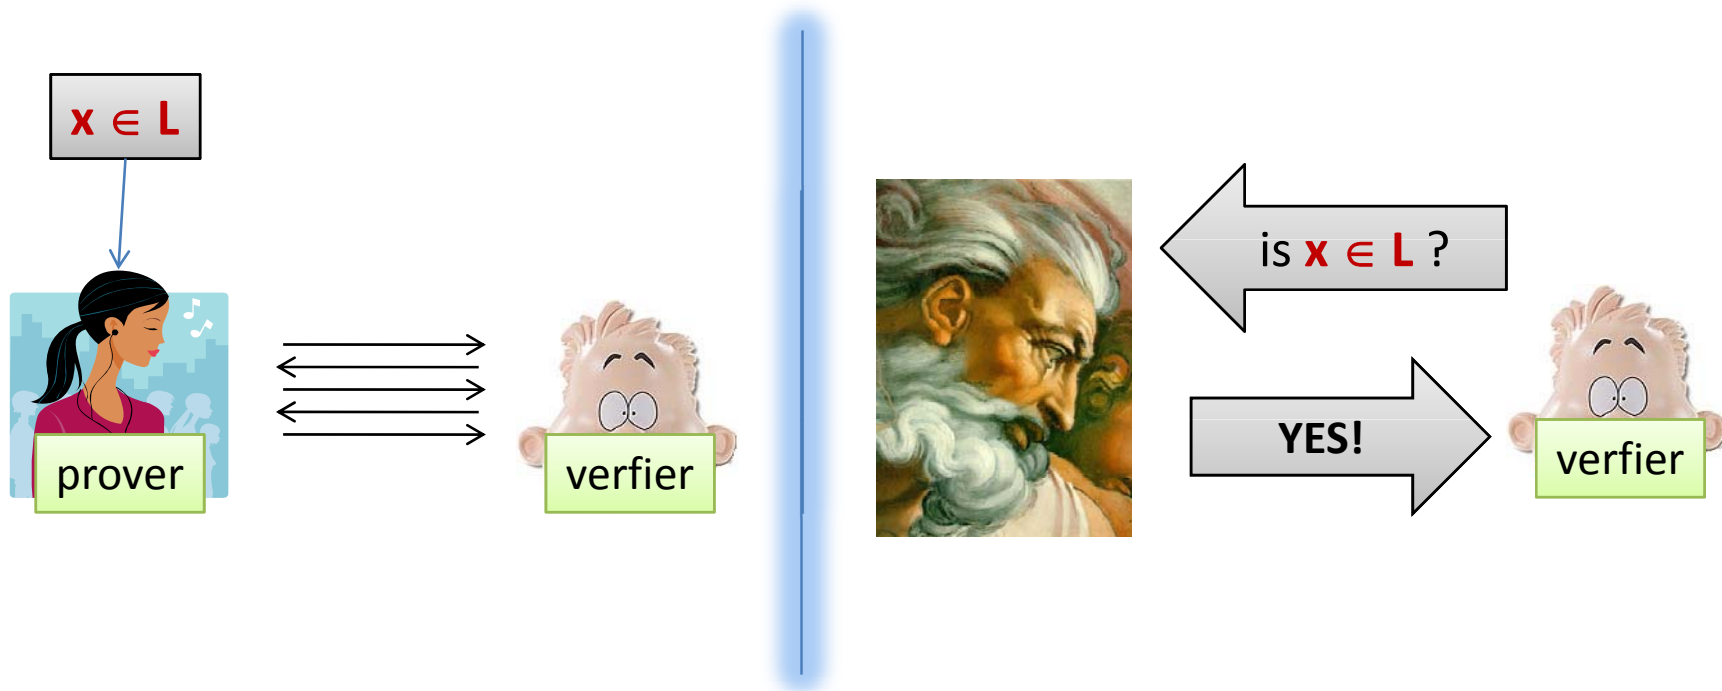 x ∈ L
prover
verfier
is x ∈ L ?
YES!
verfier